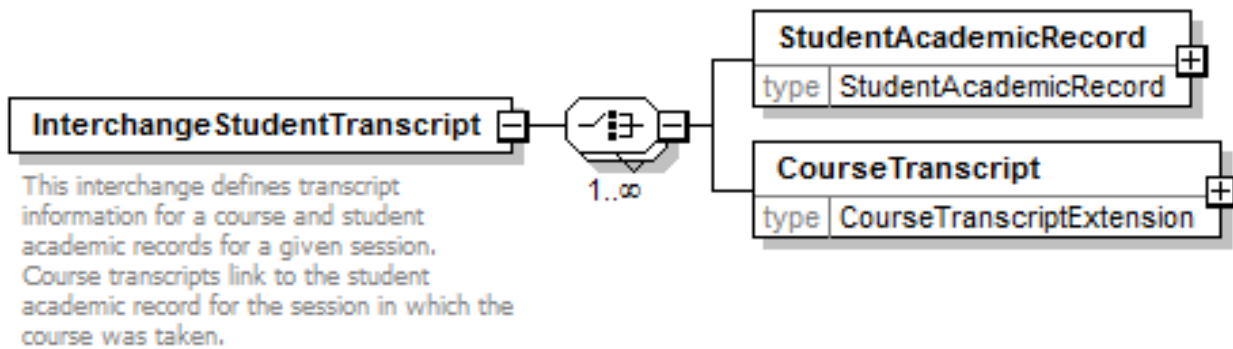 StudentAcademicRecord
type StudentAcademicRecord
InterchangeStudentTranscript
1..∞
CourseTranscript
type CourseTranscriptExtension
This interchange defines transcript
information for a course and student
academic records for a given session.
Course transcripts link to the student
academic record for the session in which the
course was taken.